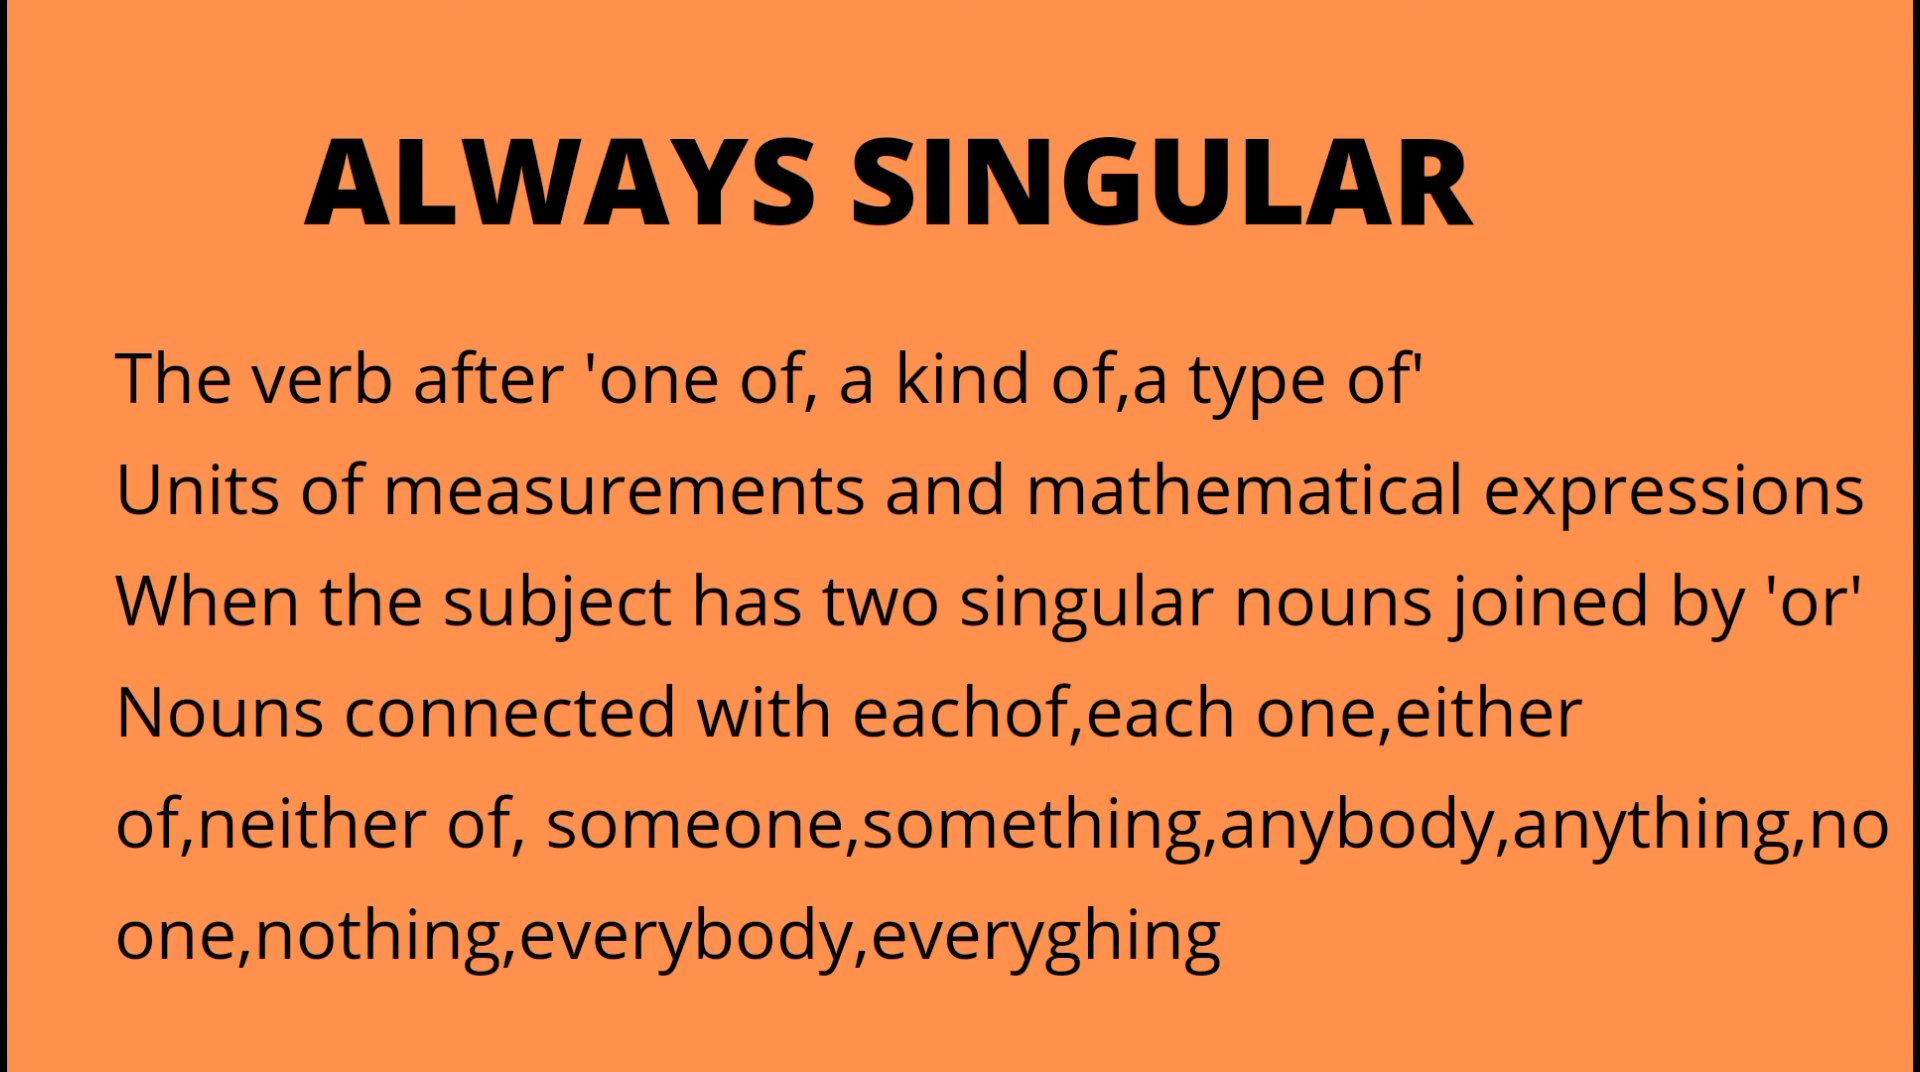 ALWAYS SINGULAR
The verb after 'one of, a kind of,a type of'
Units of measurements and mathematical expressions
When the subject has two singular nouns joined by 'or'
Nouns connected with eachof,each one,either
of,neither of, someone,something,anybody,anything,no
one,nothing,everybody,everyghing